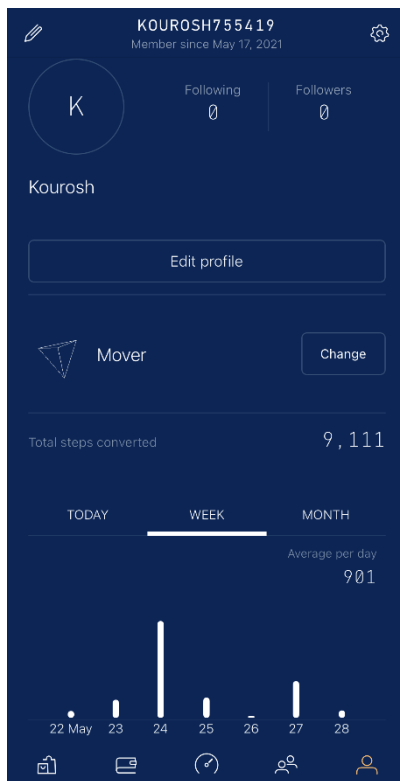 KOUROSH755419
Member since May 17, 2021
K
Following
Followers
0
0
Kourosh
Edit profile
Mover
Change
Total steps converted
9,111
TODAY
WEEK
MONTH
Average per day
901
22 May
23
24
25
26
27
28